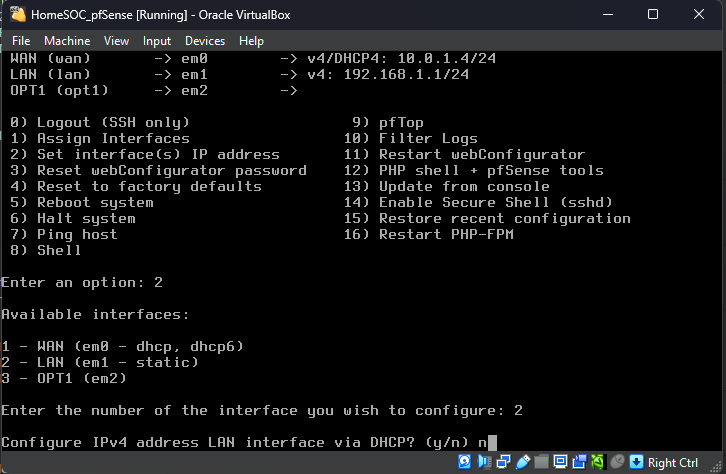 HomeSOC_pfSense [Running] - Oracle VirtualBox
File Machine View Input Devices Help
WAN (wan) -> em0 -> v4/DHCP4: 10.0.1.4/24
LAN (lan) -> em1 -> v4: 192.168.1.1/24
OPT1 (opt1) -> em2 ->
0) Logout (SSH only) 9) pfTop
1) Assign Interfaces 10) Filter Logs
2) Set interface(s) IP address 11) Restart webConfigurator
3) Reset webConfigurator password 12) PHP shell + pfSense tools
4) Reset to factory defaults 13) Update from console
5) Reboot system 14) Enable Secure Shell (sshd)
6) Halt system 15) Restore recent configuration
7) Ping host 16) Restart PHP-FPM
8) Shell
Enter an option: 2
Available interfaces:
1 - WAN (em0 - dhcp, dhcp6)
2 - LAN (em1 - static)
3 - OPT1 (em2)
Enter the number of the interface you wish to configure: 2
Configure IPv4 address LAN interface via DHCP? (y/n) n
Right Ctrl